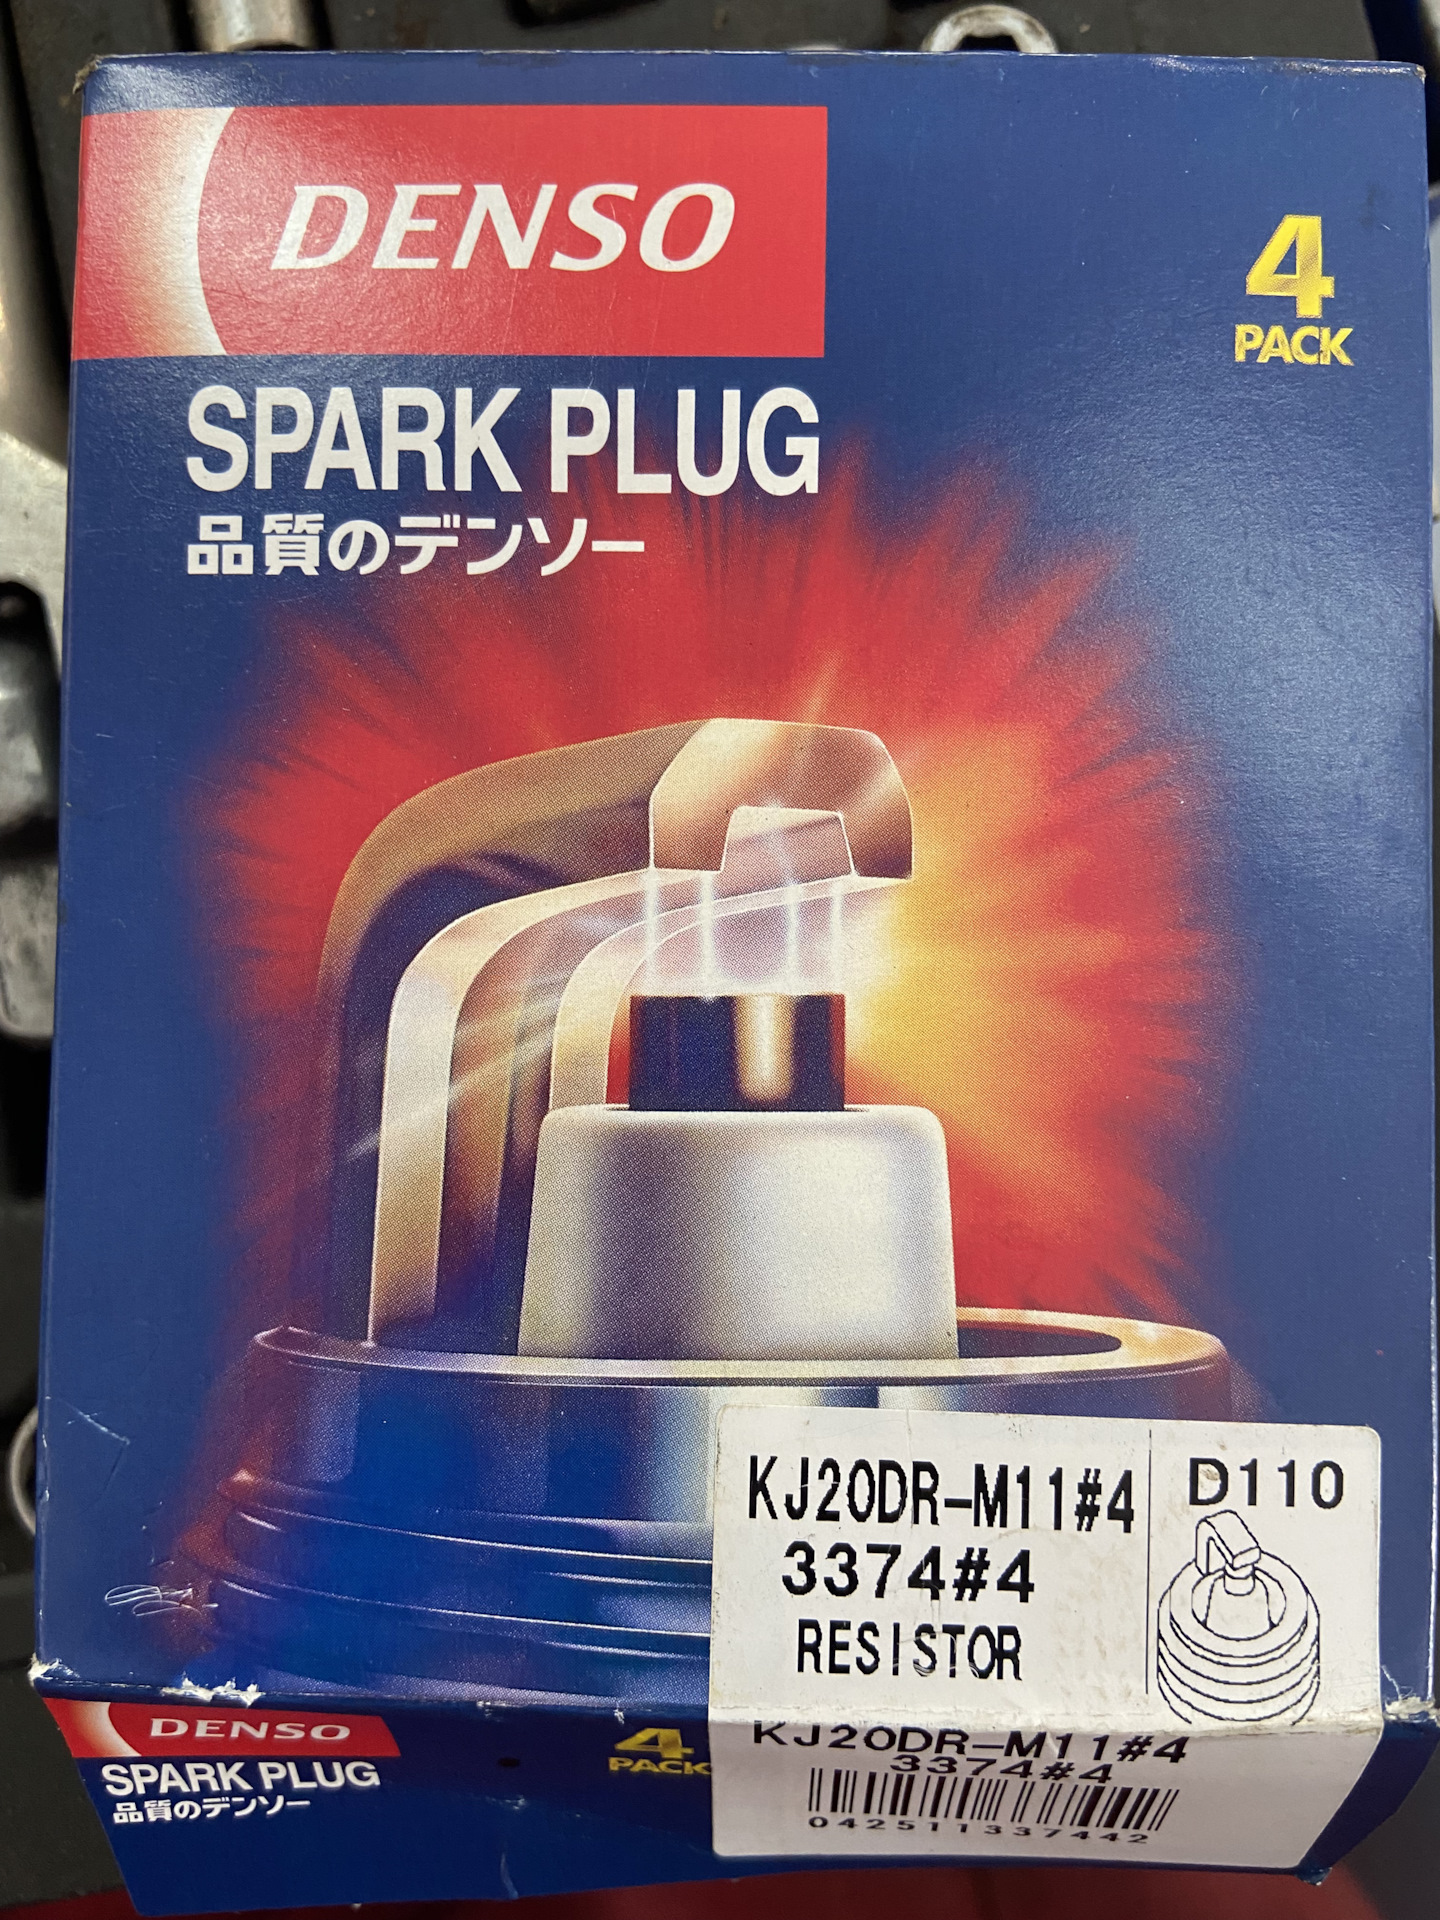 DENSO
4
PACK
SPARK PLUG
品質のデンソー
KJ20DR-M11#4
D110
3374#4
RESISTOR
DENSO
4
PACK
SPARK PLUG
品質のデンソー
KJ20DR-M11#4
3374#4
042511337442